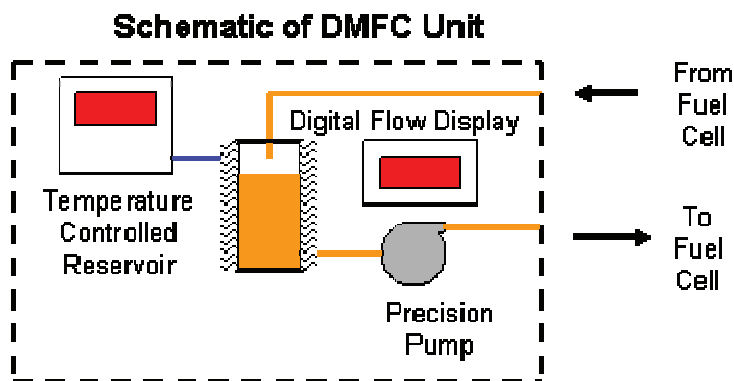 Schematic of DMFC Unit
From
Fuel
Cell
Digital Flow Display
Temperature
Controlled
Reservoir
To
Fuel
Cell
Precision
Pump